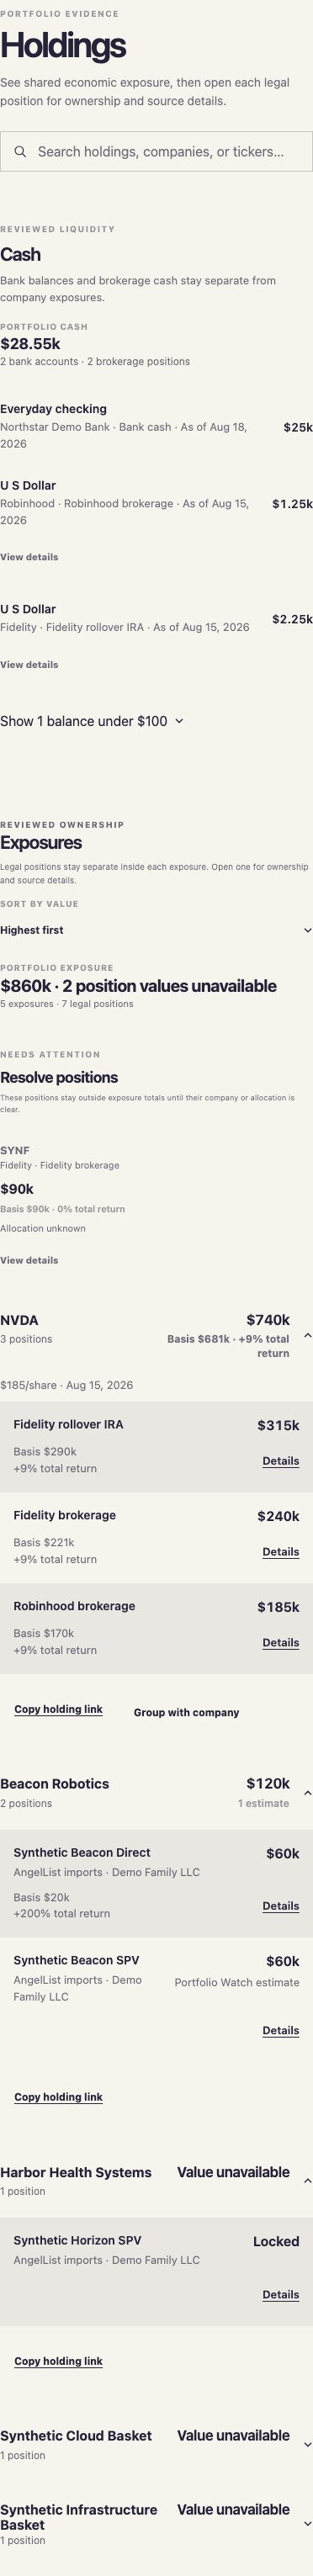 PORTFOLIO EVIDENCE
Holdings
See shared economic exposure, then open each legal
position for ownership and source details.
Search holdings, companies, or tickers...
REVIEWED LIQUIDITY
Cash
Bank balances and brokerage cash stay separate from
company exposures.
PORTFOLIO CASH
$28.55k
2 bank accounts · 2 brokerage positions
Everyday checking
Northstar Demo Bank · Bank cash · As of Aug 18,
2026
$25k
U S Dollar
Robinhood · Robinhood brokerage · As of Aug 15,
2026
$1.25k
View details
U S Dollar
Fidelity · Fidelity rollover IRA · As of Aug 15, 2026
$2.25k
View details
Show 1 balance under $100
REVIEWED OWNERSHIP
Exposures
Legal positions stay separate inside each exposure. Open one for ownership
and source details.
SORT BY VALUE
Highest first
PORTFOLIO EXPOSURE
$860k · 2 position values unavailable
5 exposures · 7 legal positions
NEEDS ATTENTION
Resolve positions
These positions stay outside exposure totals until their company or allocation is
clear.
SYNF
Fidelity · Fidelity brokerage
$90k
Basis $90k · 0% total return
Allocation unknown
View details
NVDA
$740k
3 positions
Basis $681k · +9% total
return
$185/share · Aug 15, 2026
Fidelity rollover IRA
$315k
Basis $290k
+9% total return
Details
Fidelity brokerage
$240k
Basis $221k
+9% total return
Details
Robinhood brokerage
$185k
Basis $170k
+9% total return
Details
Copy holding link
Group with company
Beacon Robotics
$120k
2 positions
1 estimate
Synthetic Beacon Direct
$60k
AngelList imports · Demo Family LLC
Basis $20k
+200% total return
Details
Synthetic Beacon SPV
$60k
AngelList imports · Demo
Family LLC
Portfolio Watch estimate
Details
Copy holding link
Harbor Health Systems
Value unavailable
1 position
Synthetic Horizon SPV
Locked
AngelList imports · Demo Family LLC
Details
Copy holding link
Synthetic Cloud Basket
Value unavailable
1 position
Synthetic Infrastructure
Basket
Value unavailable
1 position